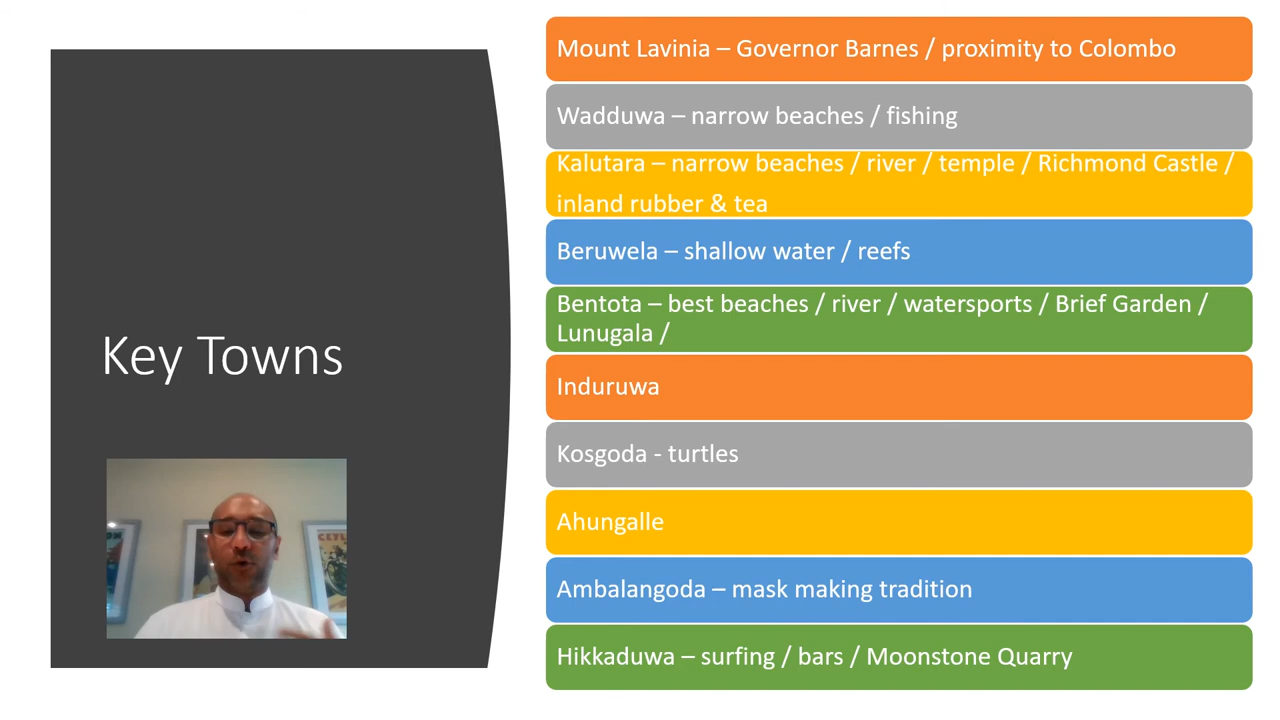 Key Towns
Mount Lavinia – Governor Barnes / proximity to Colombo
Wadduwa – narrow beaches / fishing
Kalutara – narrow beaches / river / temple / Richmond Castle /
inland rubber & tea
Beruwela – shallow water / reefs
Bentota – best beaches / river / watersports / Brief Garden /
Lunugala /
Induruwa
Kosgoda - turtles
Ahungalle
Ambalangoda – mask making tradition
Hikkaduwa – surfing / bars / Moonstone Quarry